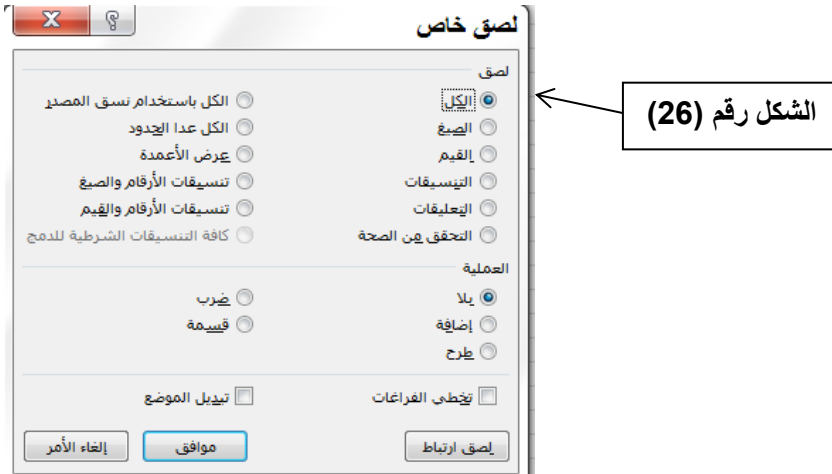 لصق خاص
لصق
الكل
الكل باستخدام نسق المصدر
الصيغ
الكل عدا الحدود
القيم
عرض الأعمدة
التنسيقات
تنسيقات الأرقام والصيغ
التعليقات
تنسيقات الأرقام والقيم
التحقق من الصحة
كافة التنسيقات الشرطية للدمج
العملية
بلا
ضرب
إضافة
قسمة
طرح
تخطي الفراغات
تبديل الموضع
لصق ارتباط
موافق
إلغاء الأمر
الشكل رقم (26)